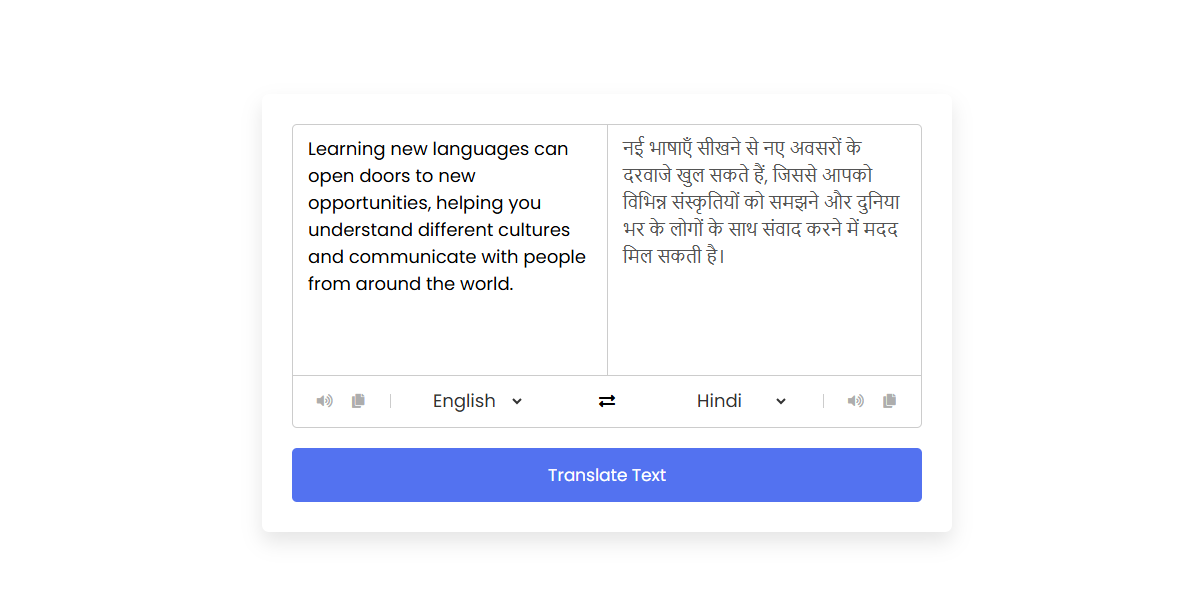 Learning new languages can
open doors to new
opportunities, helping you
understand different cultures
and communicate with people
from around the world.
नई भाषाएँ सीखने से नए अवसरों के
दरवाजे खुल सकते हैं, जिससे आपको
विभिन्न संस्कृतियों को समझने और दुनिया
भर के लोगों के साथ संवाद करने में मदद
मिल सकती है।
English
Hindi
Translate Text